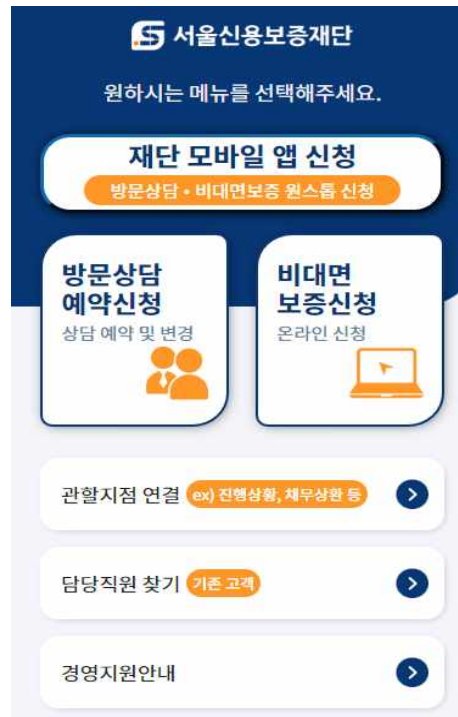 서울신용보증재단
원하시는 메뉴를 선택해주세요.
재단 모바일 앱 신청
방문상담 • 비대면보증 원스톱 신청
방문상담
예약신청
상담 예약 및 변경
비대면
보증신청
온라인 신청
관할지점 연결 ex) 진행상황, 채무상환 등
담당직원 찾기 기존 고객
경영지원안내